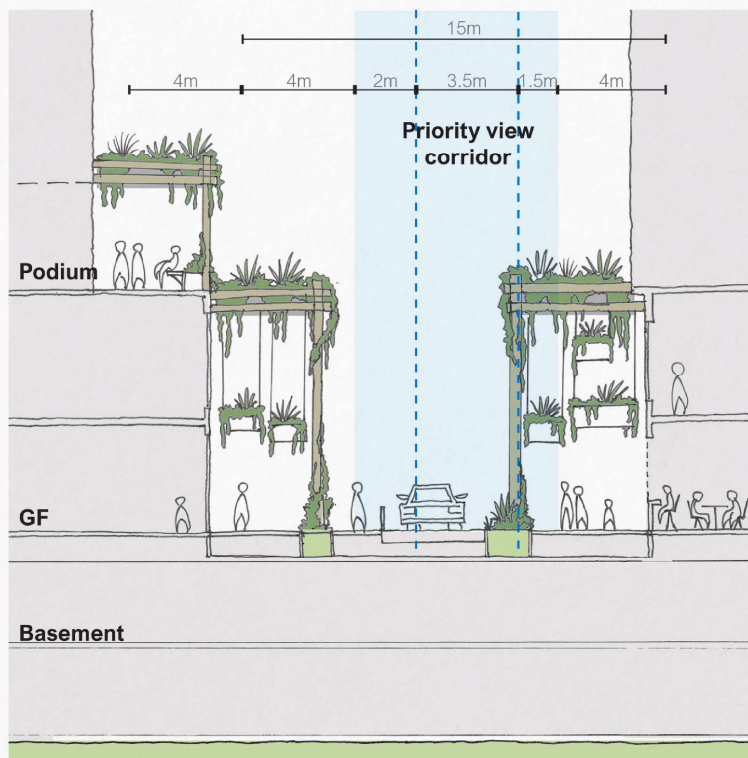 15m
4m
4m
2m
3.5m
1.5m
4m
Priority view
corridor
Podium
GF
Basement